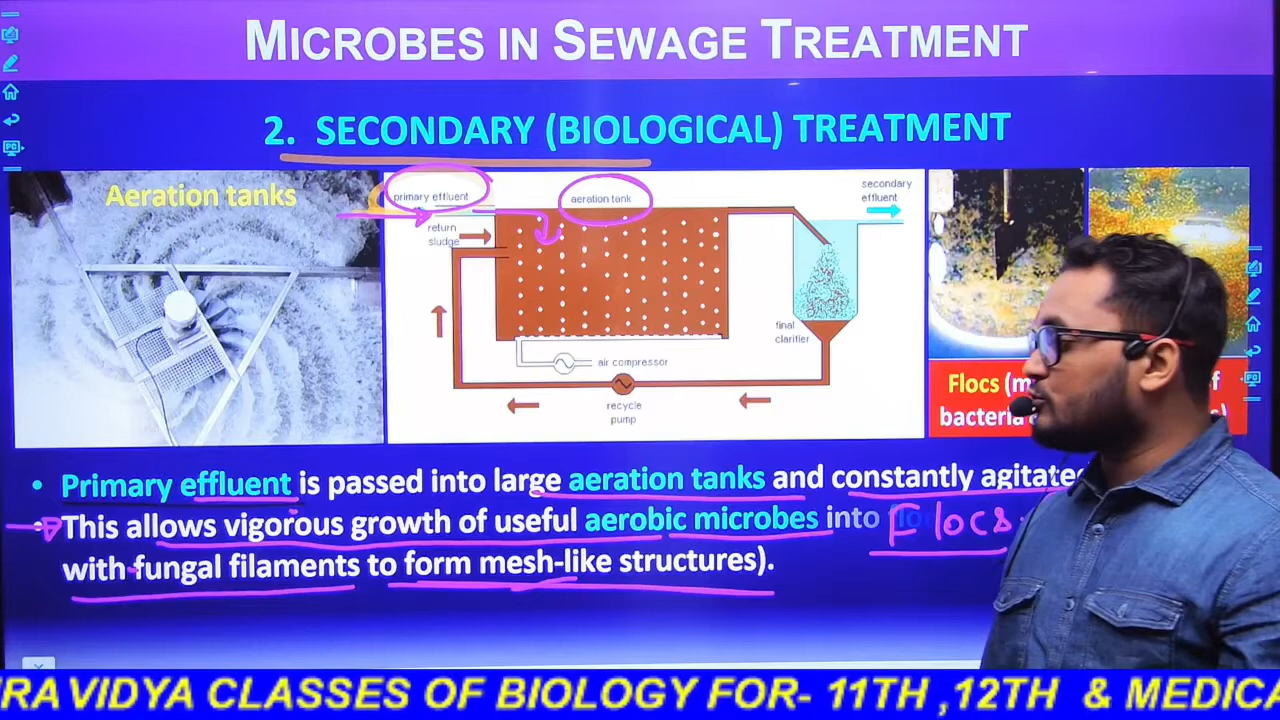 MICROBES IN SEWAGE TREATMENT
2. SECONDARY (BIOLOGICAL) TREATMENT
Aeration tanks
primary effluent
aeration tank
secondary
effluent
return
sludge
final
clarifier
air compressor
recycle
pump
Flocs
bacteria
• Primary effluent is passed into large aeration tanks and constantly agitated
This allows vigorous growth of useful aerobic microbes into
Flocs
with fungal filaments to form mesh-like structures).
VIDYA CLASSES OF BIOLOGY FOR- 11TH ,12TH & 
PC
PC